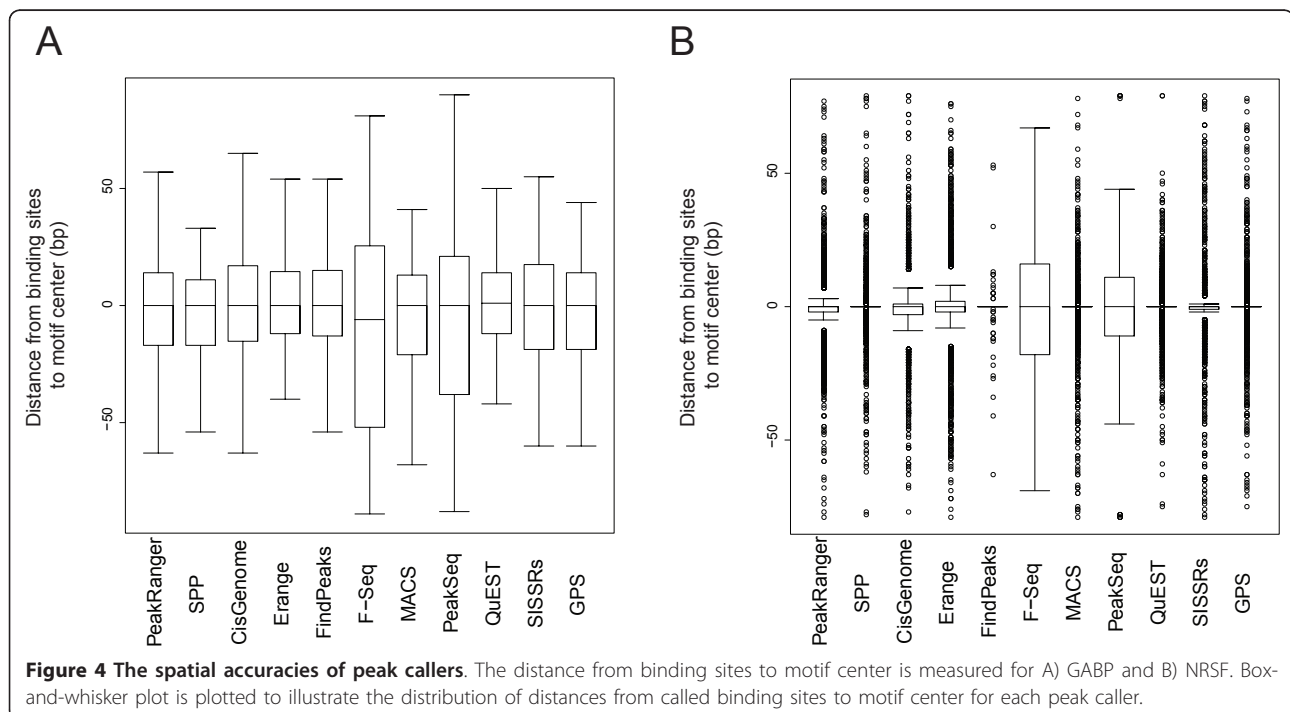 A
Distance from binding sites
to motif center (bp)
50
0
−50
PeakRanger
SPP
CisGenome
Erange
FindPeaks
F−Seq
MACS
PeakSeq
QuEST
SISSRs
GPS
B
Distance from binding sites
to motif center (bp)
50
0
−50
PeakRanger
SPP
CisGenome
Erange
FindPeaks
F−Seq
MACS
PeakSeq
QUEST
SISSRs
GPS
Figure 4 The spatial accuracies of peak callers. The distance from binding sites to motif center is measured for A) GABP and B) NRSF. Box-
and-whisker plot is plotted to illustrate the distribution of distances from called binding sites to motif center for each peak caller.